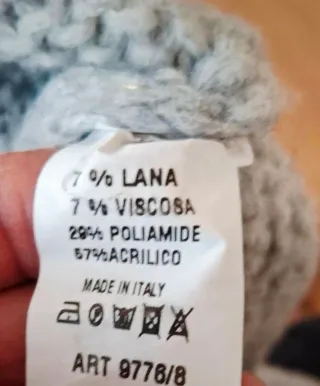 7 % LANA
7 % VISCOSA
29% POLIAMIDE
57%ACRILICO
MADE IN ITALY
ART 9776/8